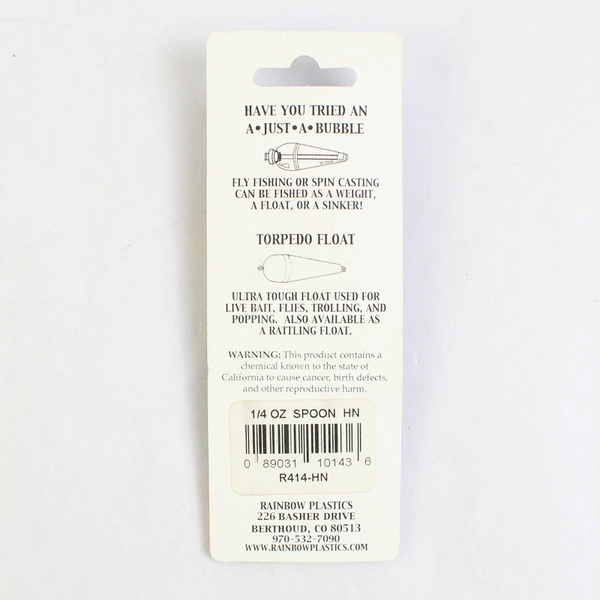 HAVE YOU TRIED AN
A•JUST•A•BUBBLE
FLY FISHING OR SPIN CASTING
CAN BE FISHED AS A WEIGHT,
A FLOAT, OR A SINKER!
TORPEDO FLOAT
ULTRA TOUGH FLOAT USED FOR
LIVE BAIT, FLIES, TROLLING, AND
POPPING. ALSO AVAILABLE AS
A RATTLING FLOAT.
WARNING: This product contains a
chemical known to the state of
California to cause cancer, birth defects,
and other reproductive harm.
1/4 OZ SPOON HN
0 89031 10143 6
R414-HN
RAINBOW PLASTICS
226 BASHER DRIVE
BERTHOUD, CO 80513
970-532-7090
WWW.RAINBOWPLASTICS.COM